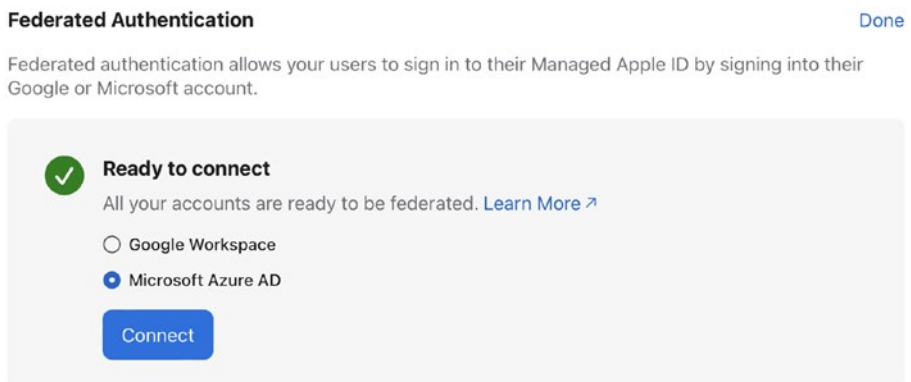 Federated Authentication
Done
Federated authentication allows your users to sign in to their Managed Apple ID by signing into their
Google or Microsoft account.
Ready to connect
All your accounts are ready to be federated. Learn More ↗
Google Workspace
Microsoft Azure AD
Connect